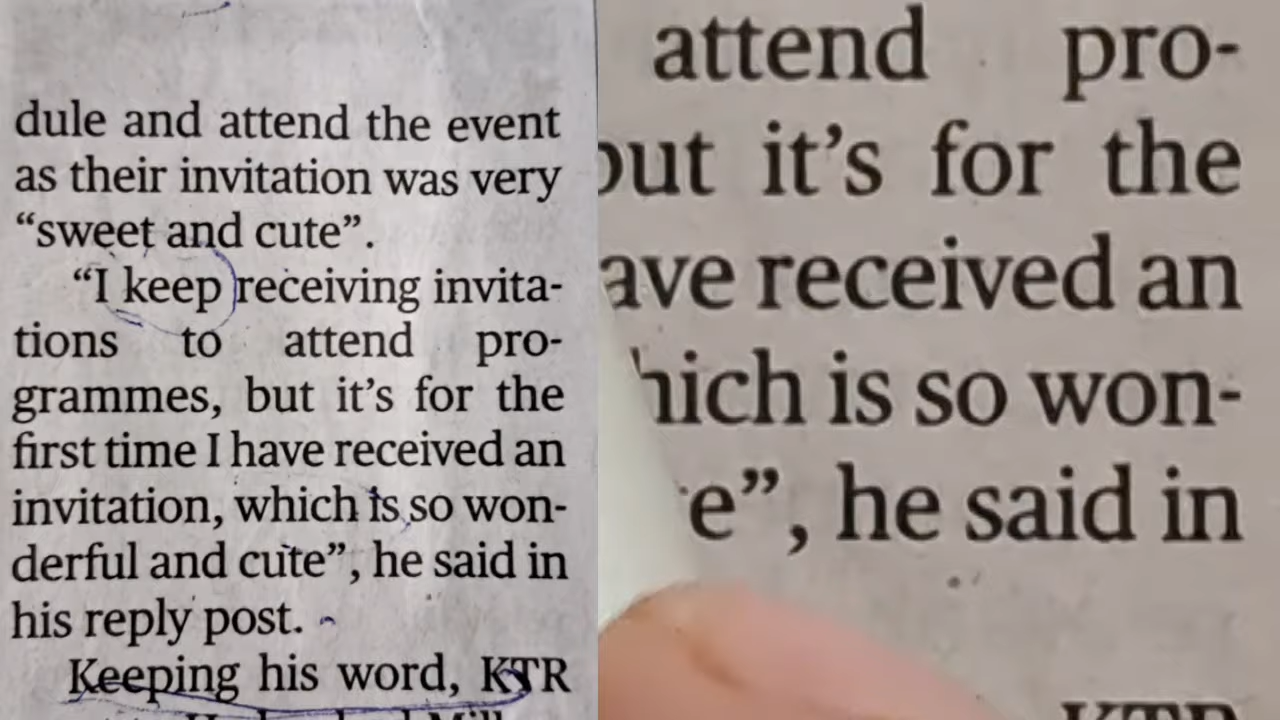 dule and attend the event
as their invitation was very
“sweet and cute”.
“I keep receiving invita-
tions to attend pro-
grammes, but it’s for the
first time I have received an
invitation, which is so won-
derful and cute”, he said in
his reply post.
Keeping his word, KTR
attend pro-
but it’s for the
ave received an
hich is so won-
e”, he said in
KTR